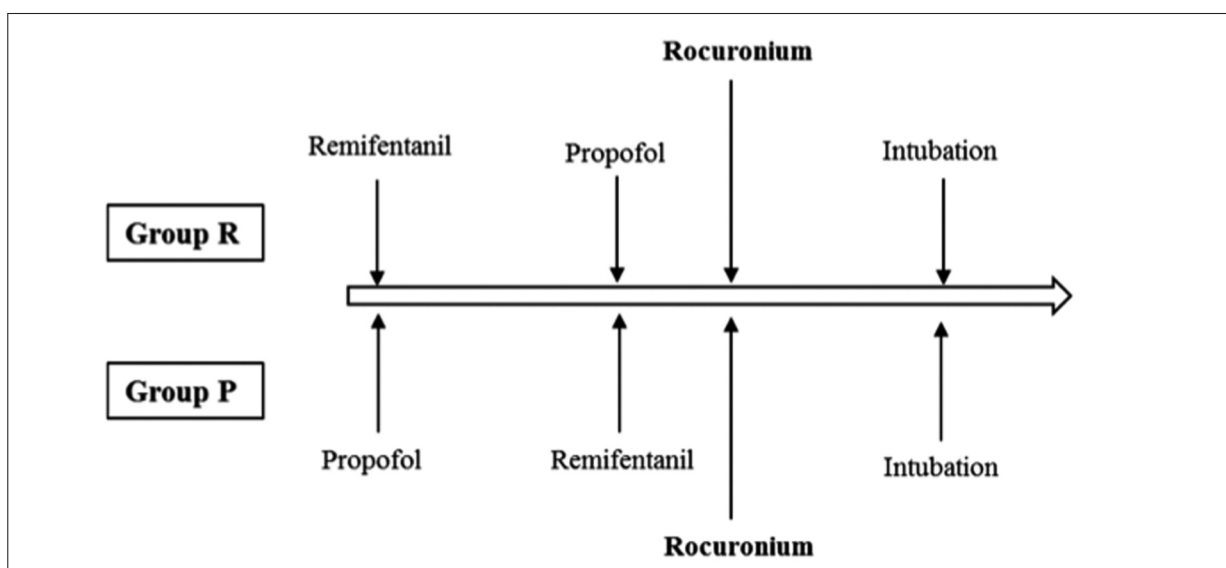 Rocuronium
Remifentanil
Propofol
Intubation
Group R
Group P
Propofol
Remifentanil
Intubation
Rocuronium